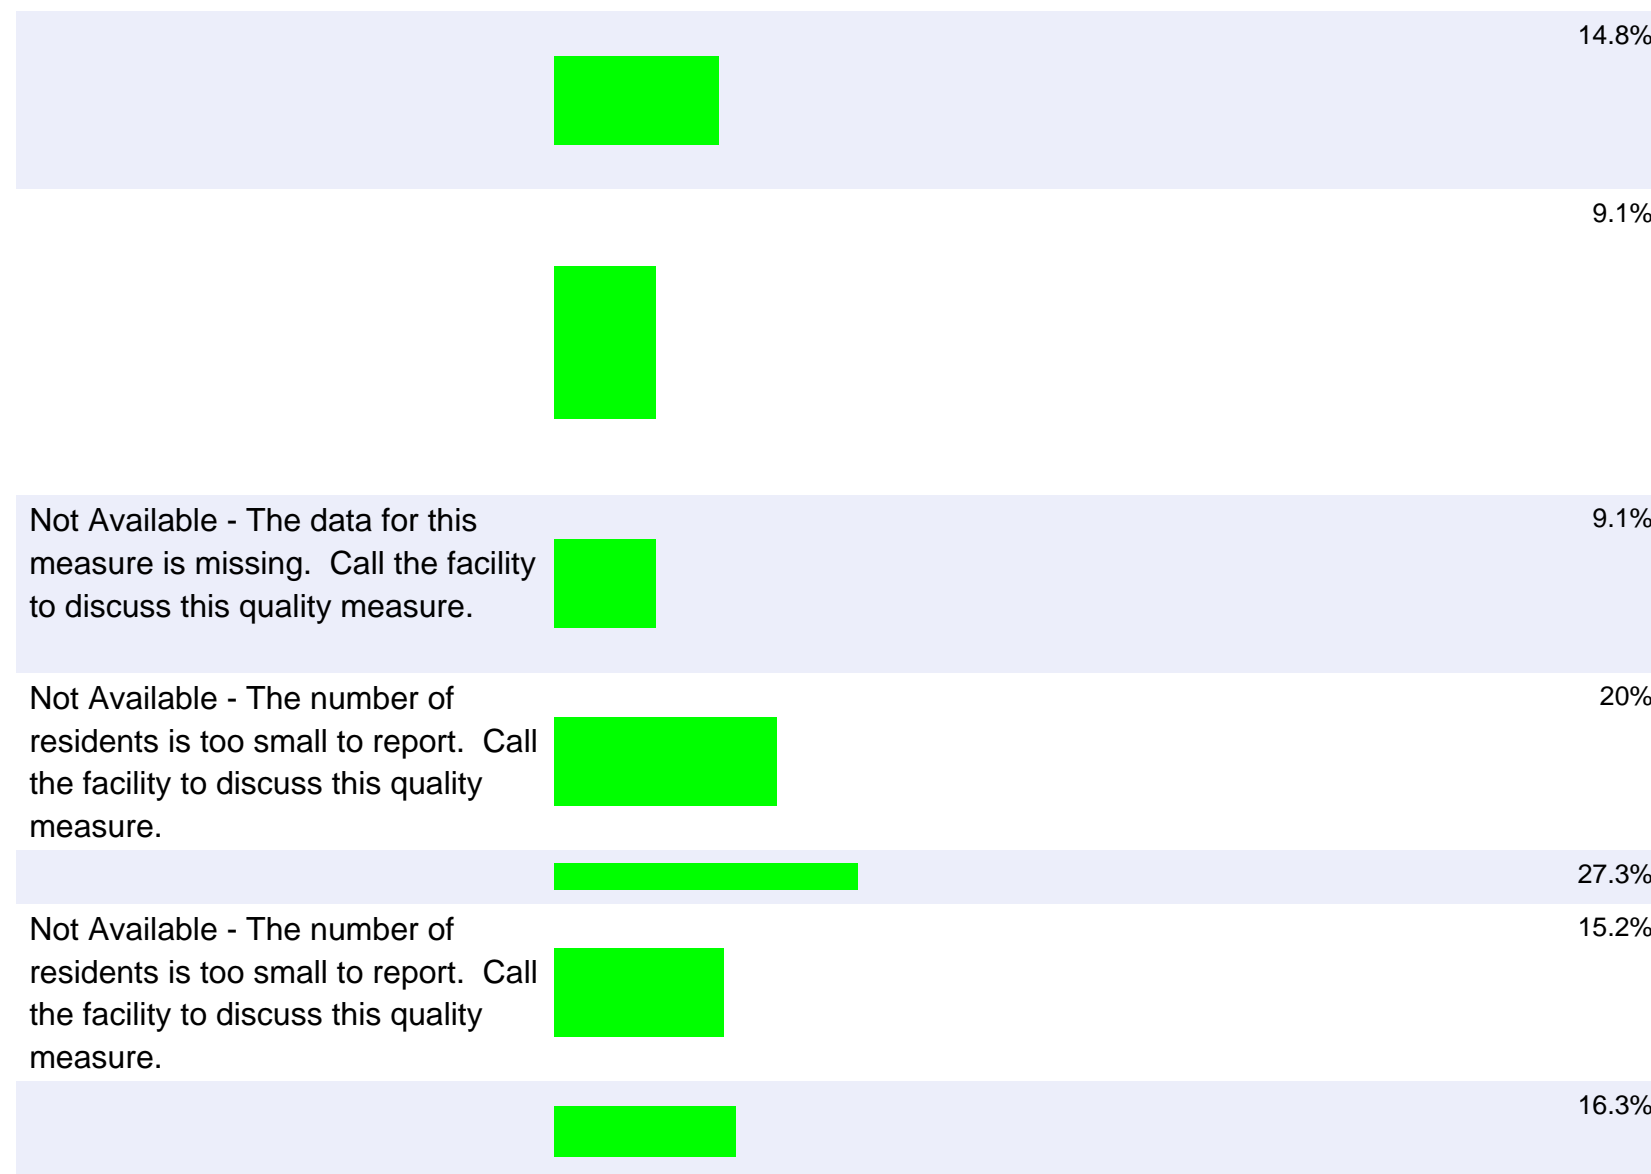 14.8%
9.1%
Not Available - The data for this
9.1%
measure is missing.  Call the facility
to discuss this quality measure.
Not Available - The number of
20%
residents is too small to report.  Call
the facility to discuss this quality
measure.
27.3%
Not Available - The number of
15.2%
residents is too small to report.  Call
the facility to discuss this quality
measure.
16.3%